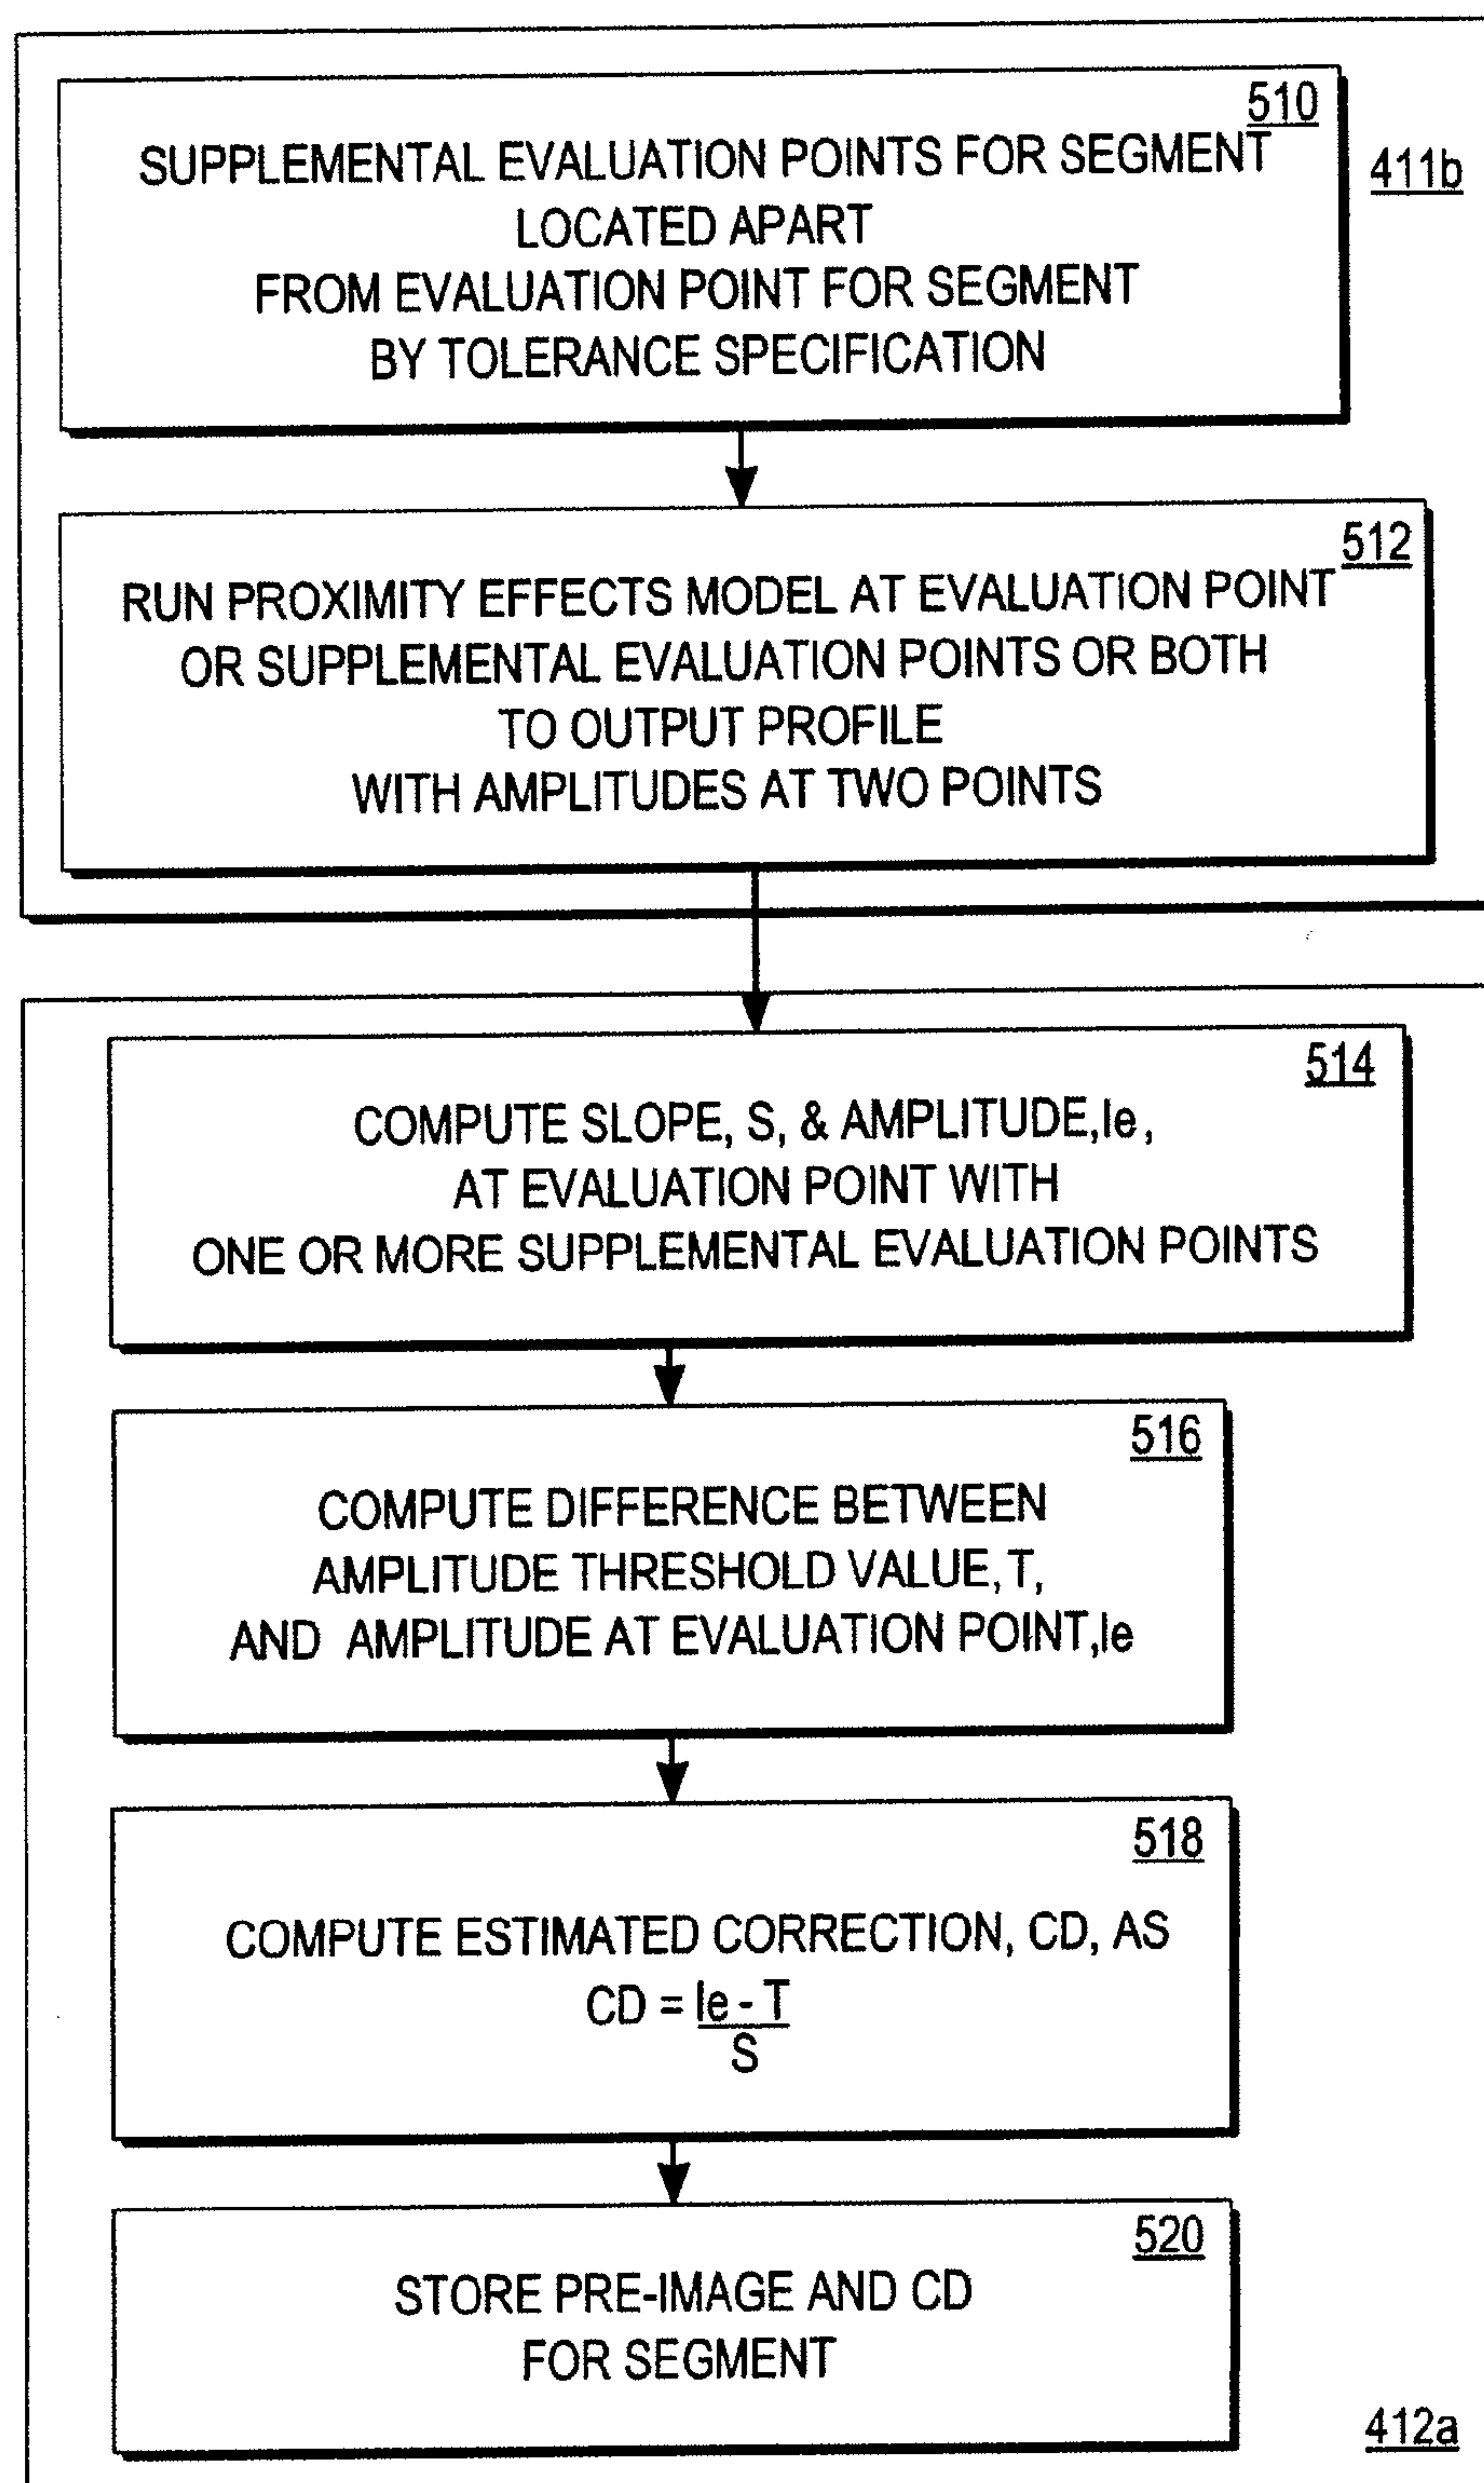 510
SUPPLEMENTAL EVALUATION POINTS FOR SEGMENT
LOCATED APART
FROM EVALUATION POINT FOR SEGMENT
BY TOLERANCE SPECIFICATION
411b
512
RUN PROXIMITY EFFECTS MODEL AT EVALUATION POINT
OR SUPPLEMENTAL EVALUATION POINTS OR BOTH
TO OUTPUT PROFILE
WITH AMPLITUDES AT TWO POINTS
514
COMPUTE SLOPE, S, & AMPLITUDE,Ie,
AT EVALUATION POINT WITH
ONE OR MORE SUPPLEMENTAL EVALUATION POINTS
516
COMPUTE DIFFERENCE BETWEEN
AMPLITUDE THRESHOLD VALUE, T,
AND AMPLITUDE AT EVALUATION POINT,Ie
518
COMPUTE ESTIMATED CORRECTION, CD, AS
CD = Ie - T
S
520
STORE PRE-IMAGE AND CD
FOR SEGMENT
412a